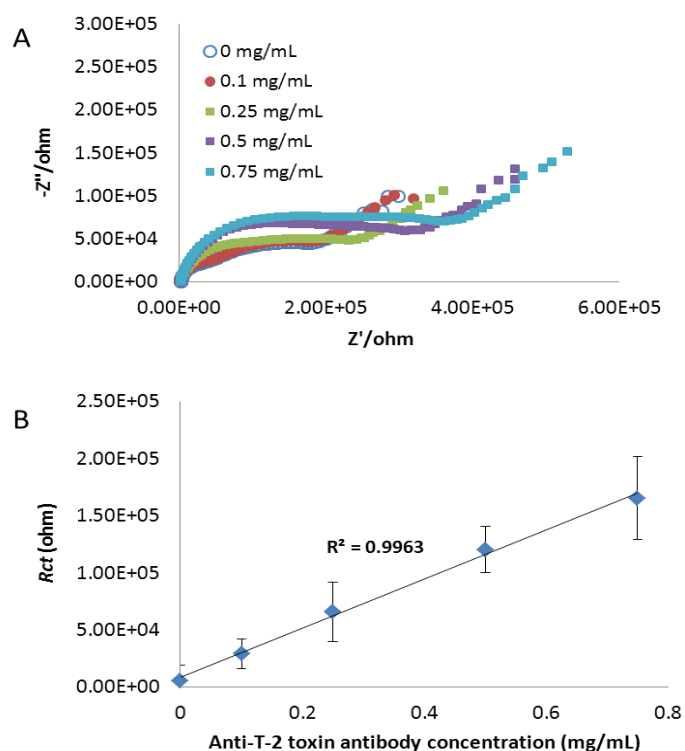 A
3.00E+05
2.50E+05
2.00E+05
1.50E+05
1.00E+05
5.00E+04
0.00E+00
-Z''/ohm
0 mg/mL
0.1 mg/mL
0.25 mg/mL
0.5 mg/mL
0.75 mg/mL
0.00E+00 2.00E+05 4.00E+05 6.00E+05
Z'/ohm
B
2.50E+05
2.00E+05
1.50E+05
1.00E+05
5.00E+04
0.00E+00
Rct (ohm)
R² = 0.9963
0 0.2 0.4 0.6 0.8
Anti-T-2 toxin antibody concentration (mg/mL)